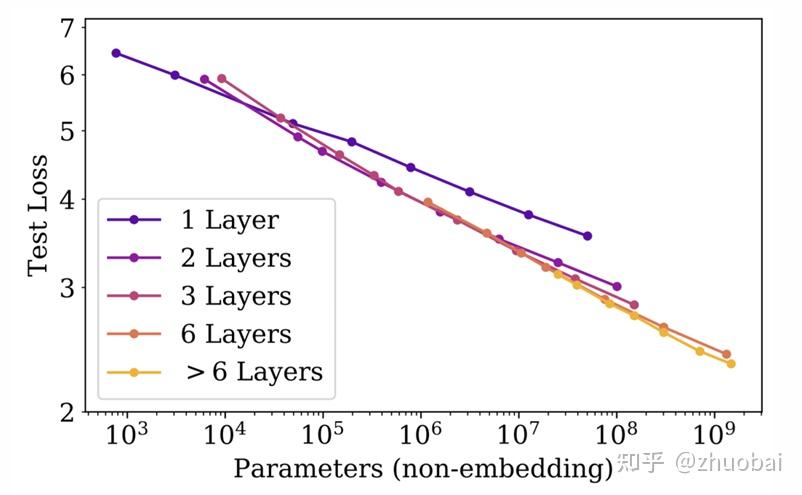 7
6
5
4
3
2
Test Loss
1 Layer
2 Layers
3 Layers
6 Layers
> 6 Layers
10³ 10⁴ 10⁵ 10⁶ 10⁷ 10⁸ 10⁹
Parameters (non-embedding)
知乎 @zhuobai